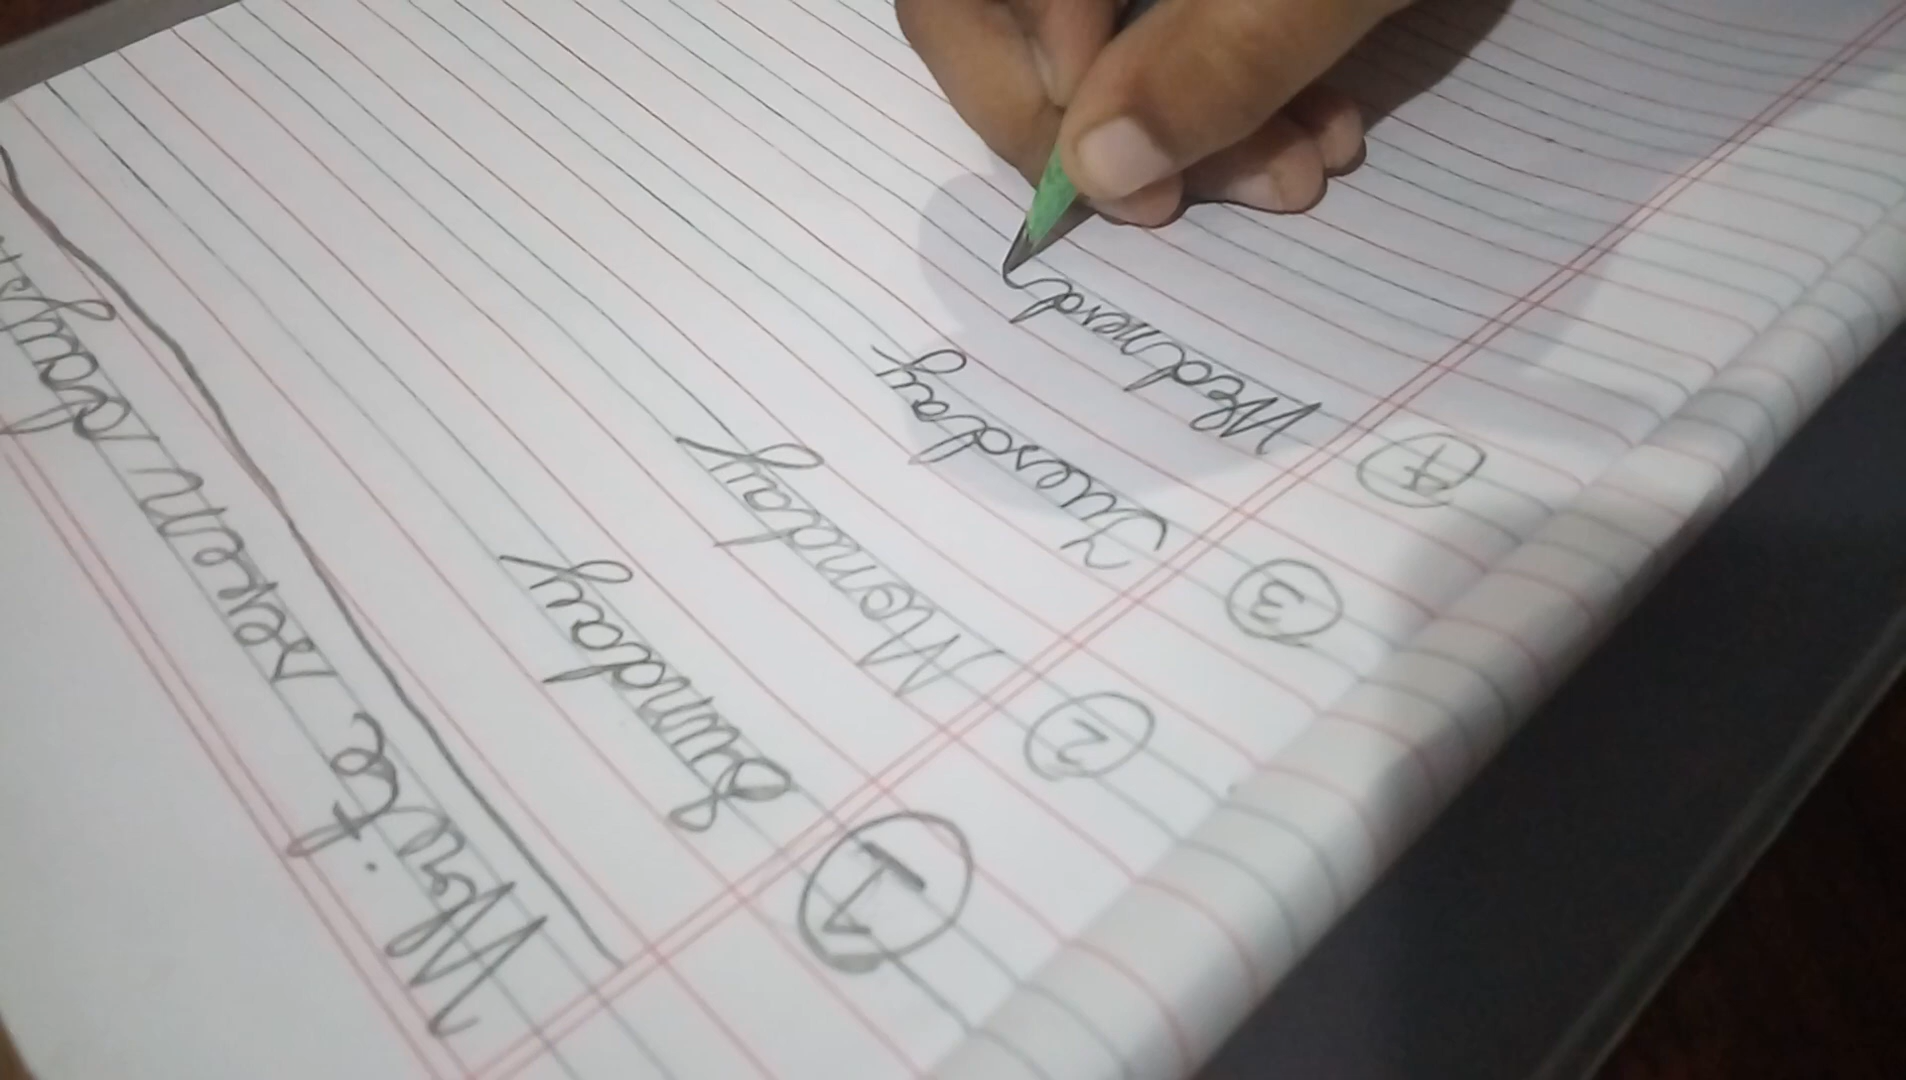 Write seven days
① Sunday
② Monday
③ Tuesday
④ Wednesd